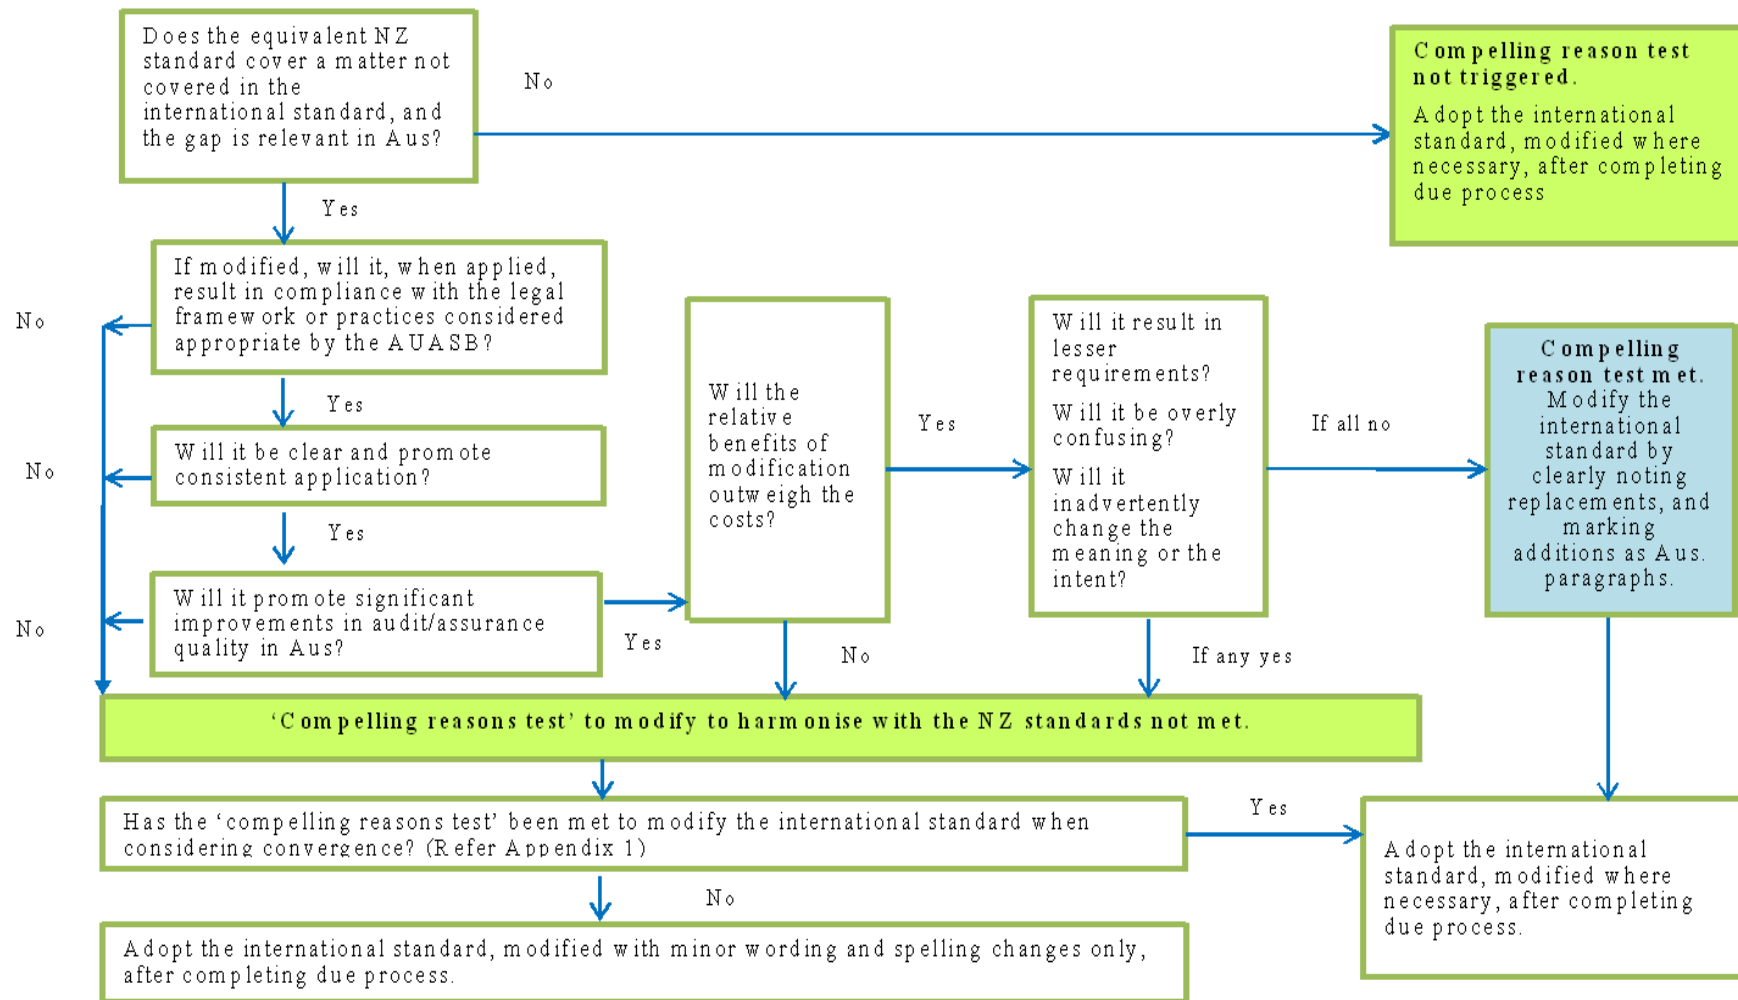 Does the equivalent NZ
standard cover a matter not
covered in the
international standard, and
the gap is relevant in Aus?
No
Compelling reason test
not triggered.
Adopt the international
standard, modified where
necessary, after completing
due process
Yes
If modified, will it, when applied,
result in compliance with the legal
framework or practices considered
appropriate by the AUASB?
No
Yes
Will it be clear and promote
consistent application?
No
Yes
Will it promote significant
improvements in audit/assurance
quality in Aus?
No
Yes
Will the
relative
benefits of
modification
outweigh the
costs?
Yes
No
Will it result in
lesser
requirements?
Will it be overly
confusing?
Will it
inadvertently
change the
meaning or the
intent?
If all no
If any yes
Compelling
reason test met.
Modify the
international
standard by
clearly noting
replacements, and
marking
additions as Aus.
paragraphs.
‘Compelling reasons test’ to modify to harmonise with the NZ standards not met.
Has the ‘compelling reasons test’ been met to modify the international standard when
considering convergence? (Refer Appendix 1)
Yes
No
Adopt the international
standard, modified where
necessary, after completing
due process.
Adopt the international standard, modified with minor wording and spelling changes only,
after completing due process.